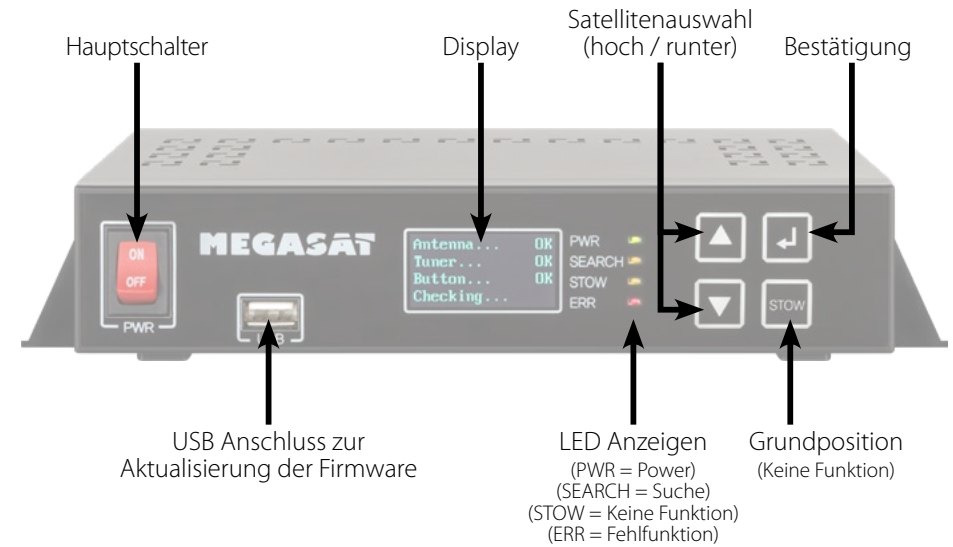 Hauptschalter
Display
Satellitenauswahl
(hoch / runter)
Bestätigung
MEGASAT
ON
OFF
PWR
USB
Antenna... OK
Tuner... OK
Button... OK
Checking...
PWR
SEARCH
STOW
ERR
STOW
USB Anschluss zur
Aktualisierung der Firmware
LED Anzeigen
(PWR = Power)
(SEARCH = Suche)
(STOW = Keine Funktion)
(ERR = Fehlfunktion)
Grundposition
(Keine Funktion)